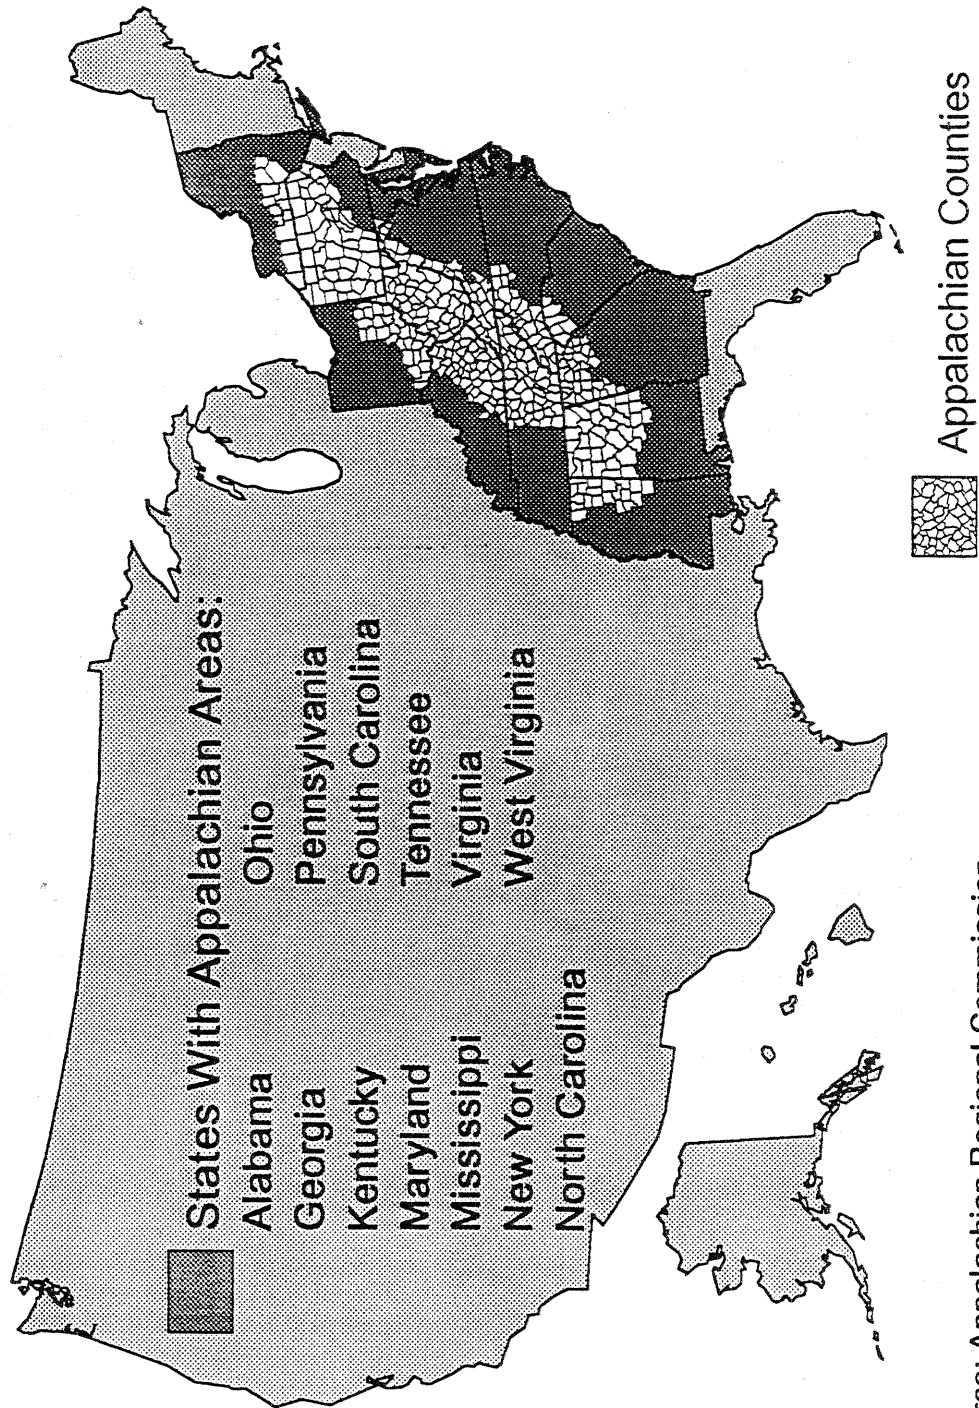 States With Appalachian Areas:
Alabama
Georgia
Kentucky
Maryland
Mississippi
New York
North Carolina
Ohio
Pennsylvania
South Carolina
Tennessee
Virginia
West Virginia
Appalachian Counties
Appalachian Regional Commission